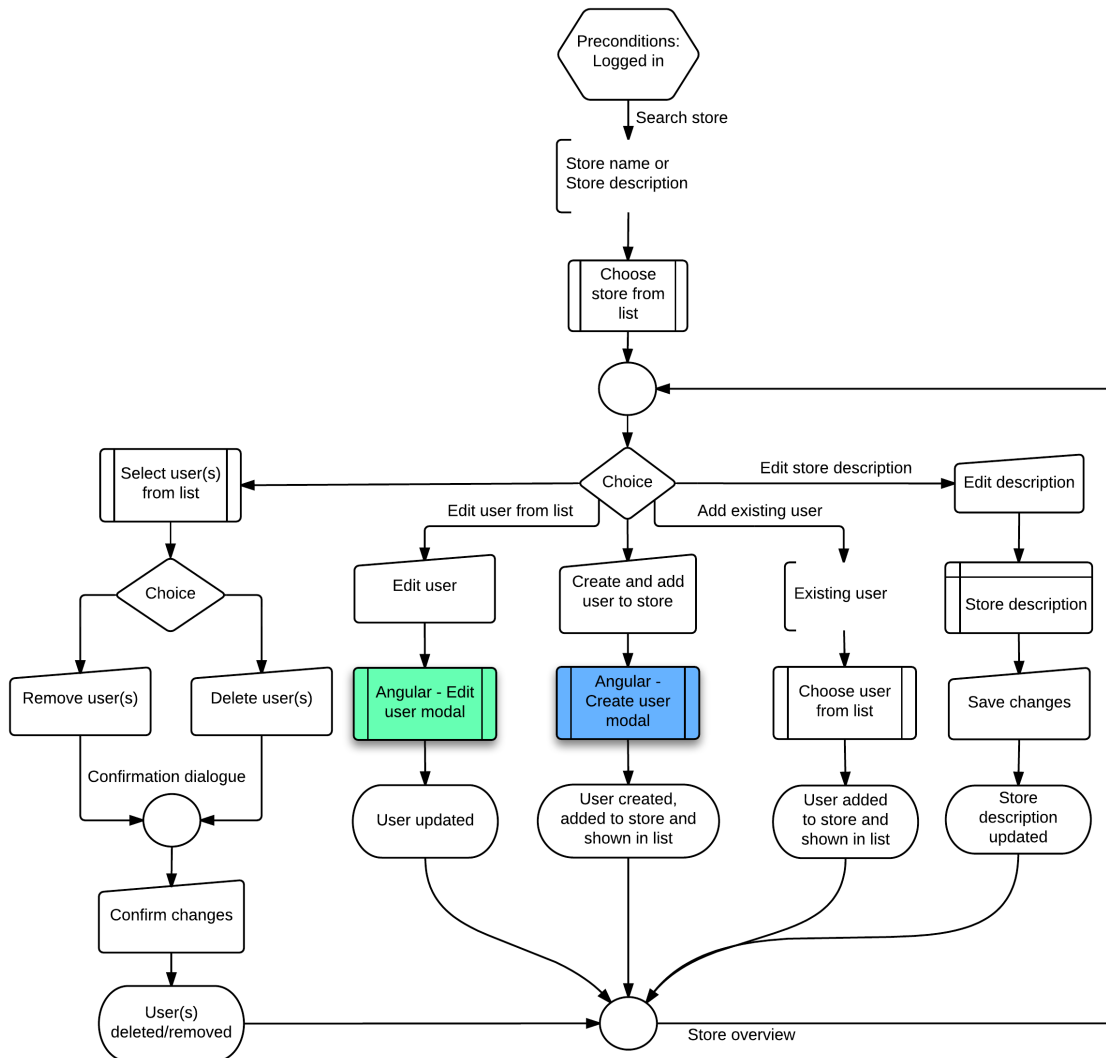 Preconditions:
Logged in
Search store
Store name or
Store description
Choose
store from
list
Choice
Edit store description
Edit description
Select user(s)
from list
Edit user from list
Add existing user
Choice
Edit user
Create and add
user to store
Existing user
Store description
Remove user(s)
Delete user(s)
Angular - Edit
user modal
Angular -
Create user
modal
Choose user
from list
Save changes
Confirmation dialogue
User updated
User created,
added to store and
shown in list
User added
to store and
shown in list
Store
description
updated
Confirm changes
User(s)
deleted/removed
Store overview